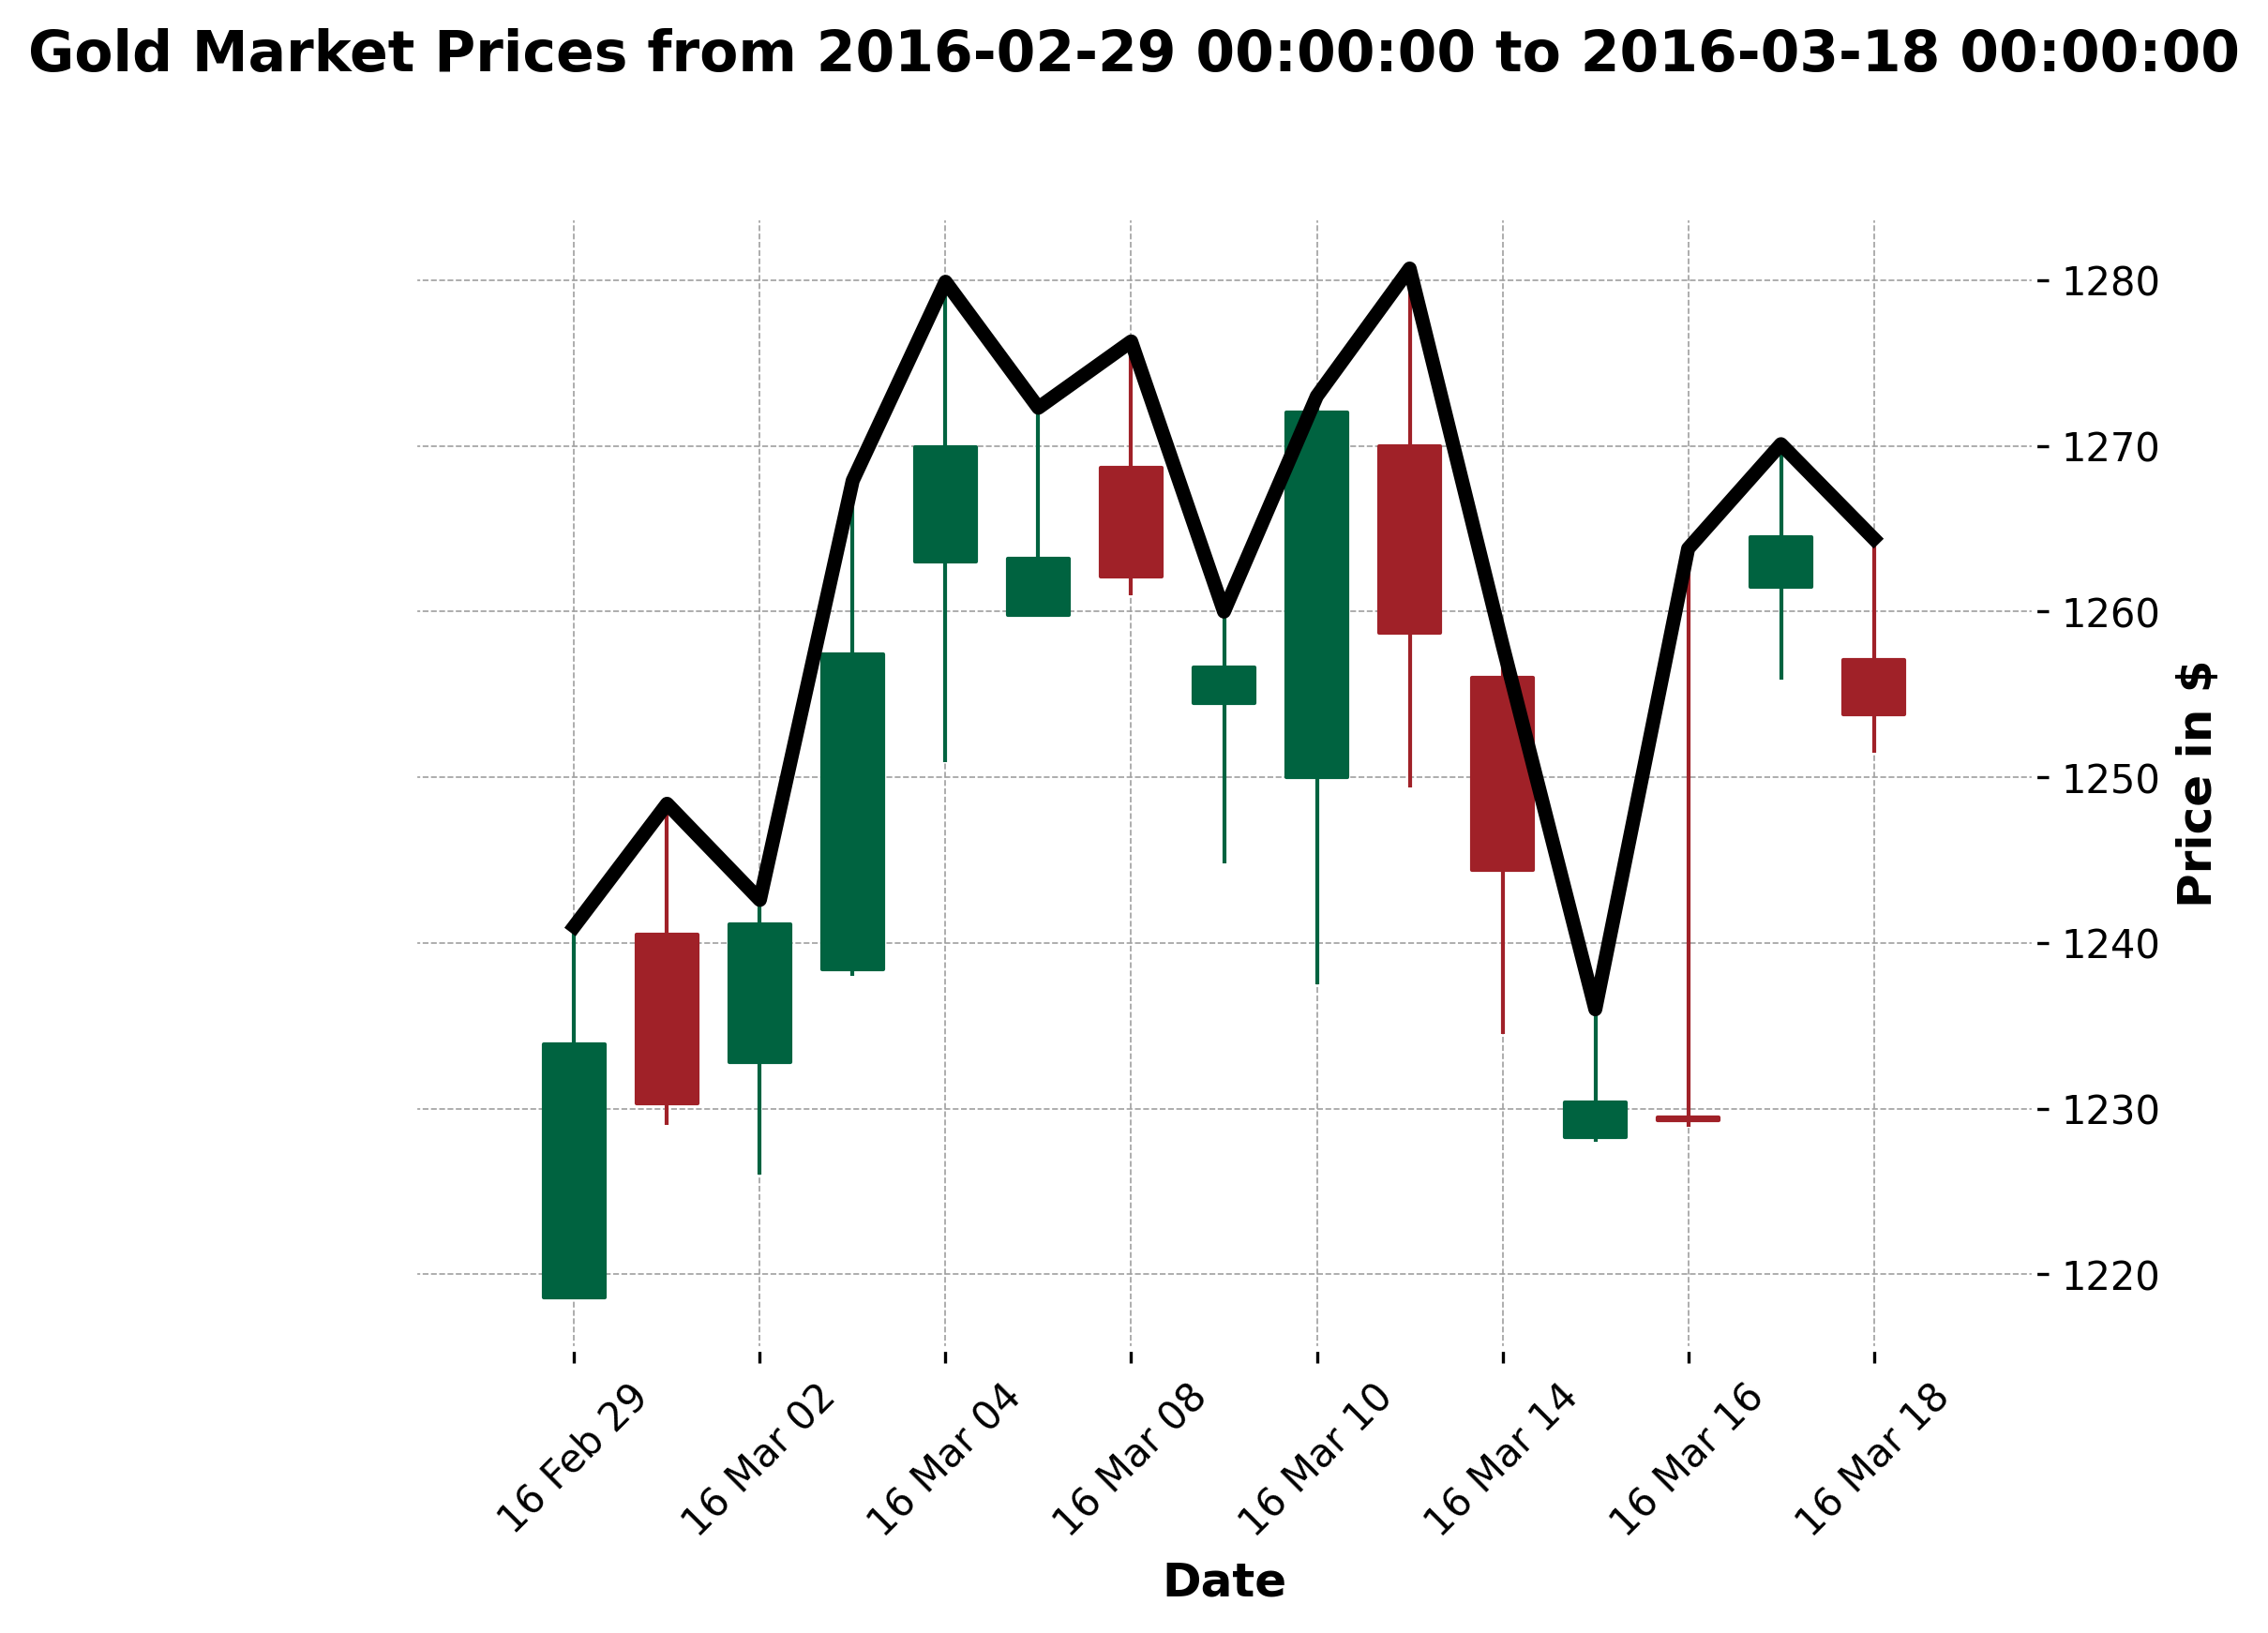 Gold Market Prices from 2016-02-29 00:00:00 to 2016-03-18 00:00:00
1280
1270
1260
1250
1240
1230
1220
Price in $
16 Feb 29
16 Mar 02
16 Mar 04
16 Mar 08
16 Mar 10
16 Mar 14
16 Mar 16
16 Mar 18
Date